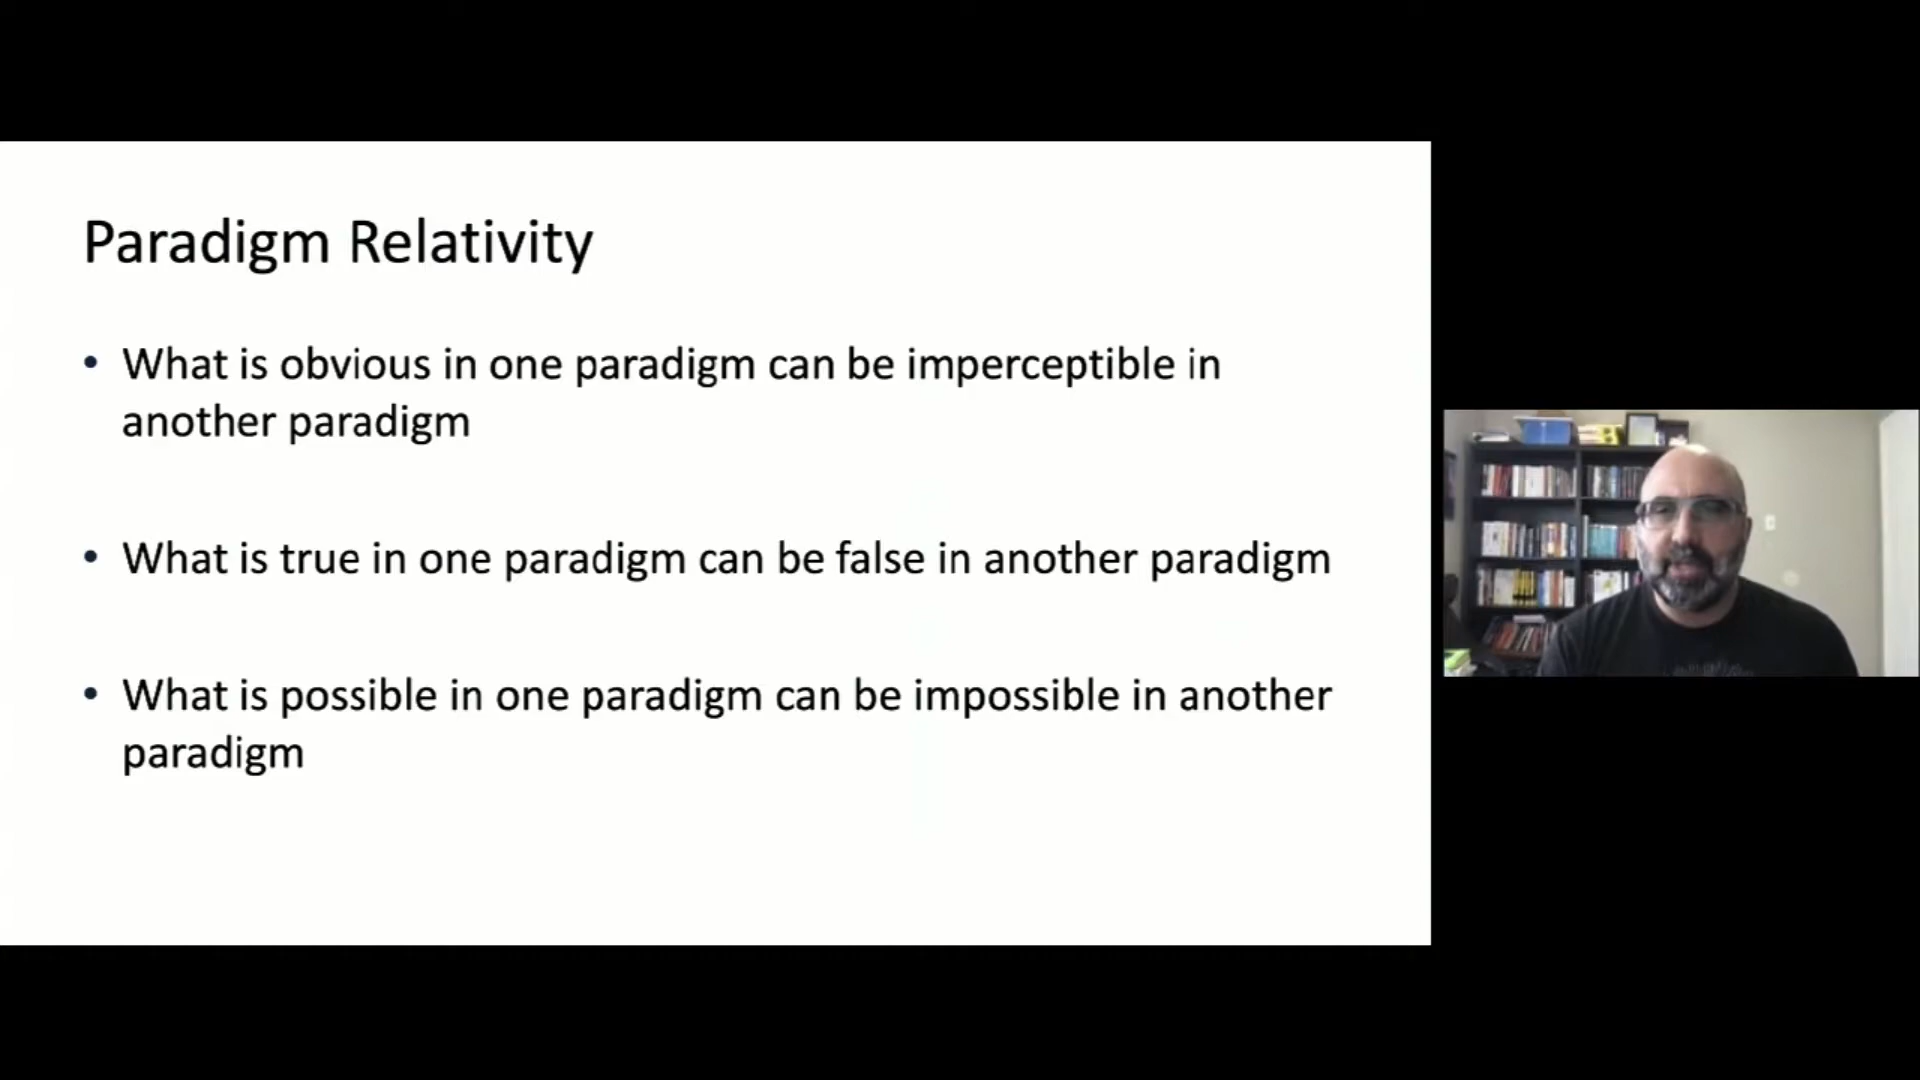 Paradigm Relativity
• What is obvious in one paradigm can be imperceptible in
another paradigm
• What is true in one paradigm can be false in another paradigm
• What is possible in one paradigm can be impossible in another
paradigm